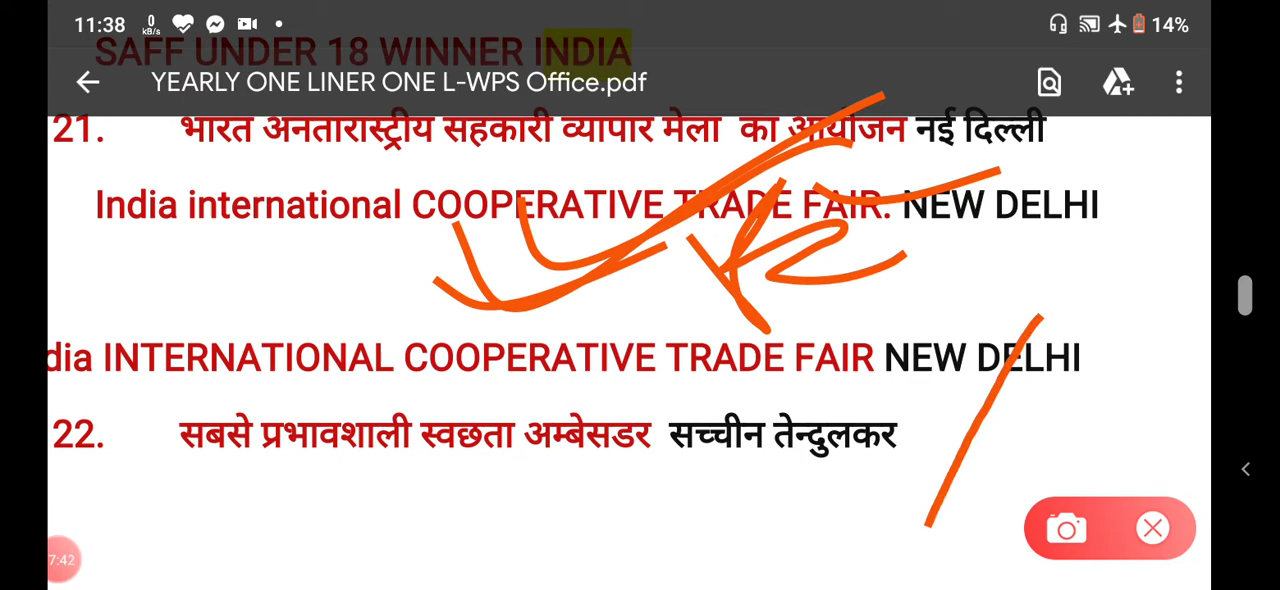 11:38 0 kB/s 14%
SAFF UNDER 18 WINNER INDIA
YEARLY ONE LINER ONE L-WPS Office.pdf
21. भारत अनतारास्ट्रीय सहकारी व्यापार मेला का आयोजन नई दिल्ली
India international COOPERATIVE TRADE FAIR. NEW DELHI
dia INTERNATIONAL COOPERATIVE TRADE FAIR NEW DELHI
22. सबसे प्रभावशाली स्वछता अम्बेसडर सच्चीन तेन्दुलकर
7:42